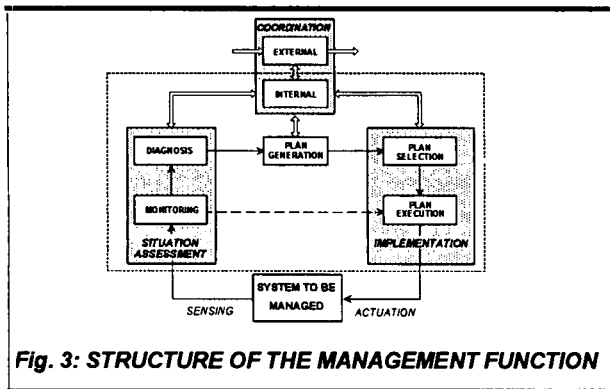 COORDINATION
EXTERNAL
INTERNAL
DIAGNOSIS
PLAN
GENERATION
PLAN
SELECTION
MONITORING
PLAN
EXECUTION
SITUATION
ASSESSMENT
IMPLEMENTATION
SYSTEM TO BE
MANAGED
SENSING
ACTUATION
Fig. 3: STRUCTURE OF THE MANAGEMENT FUNCTION